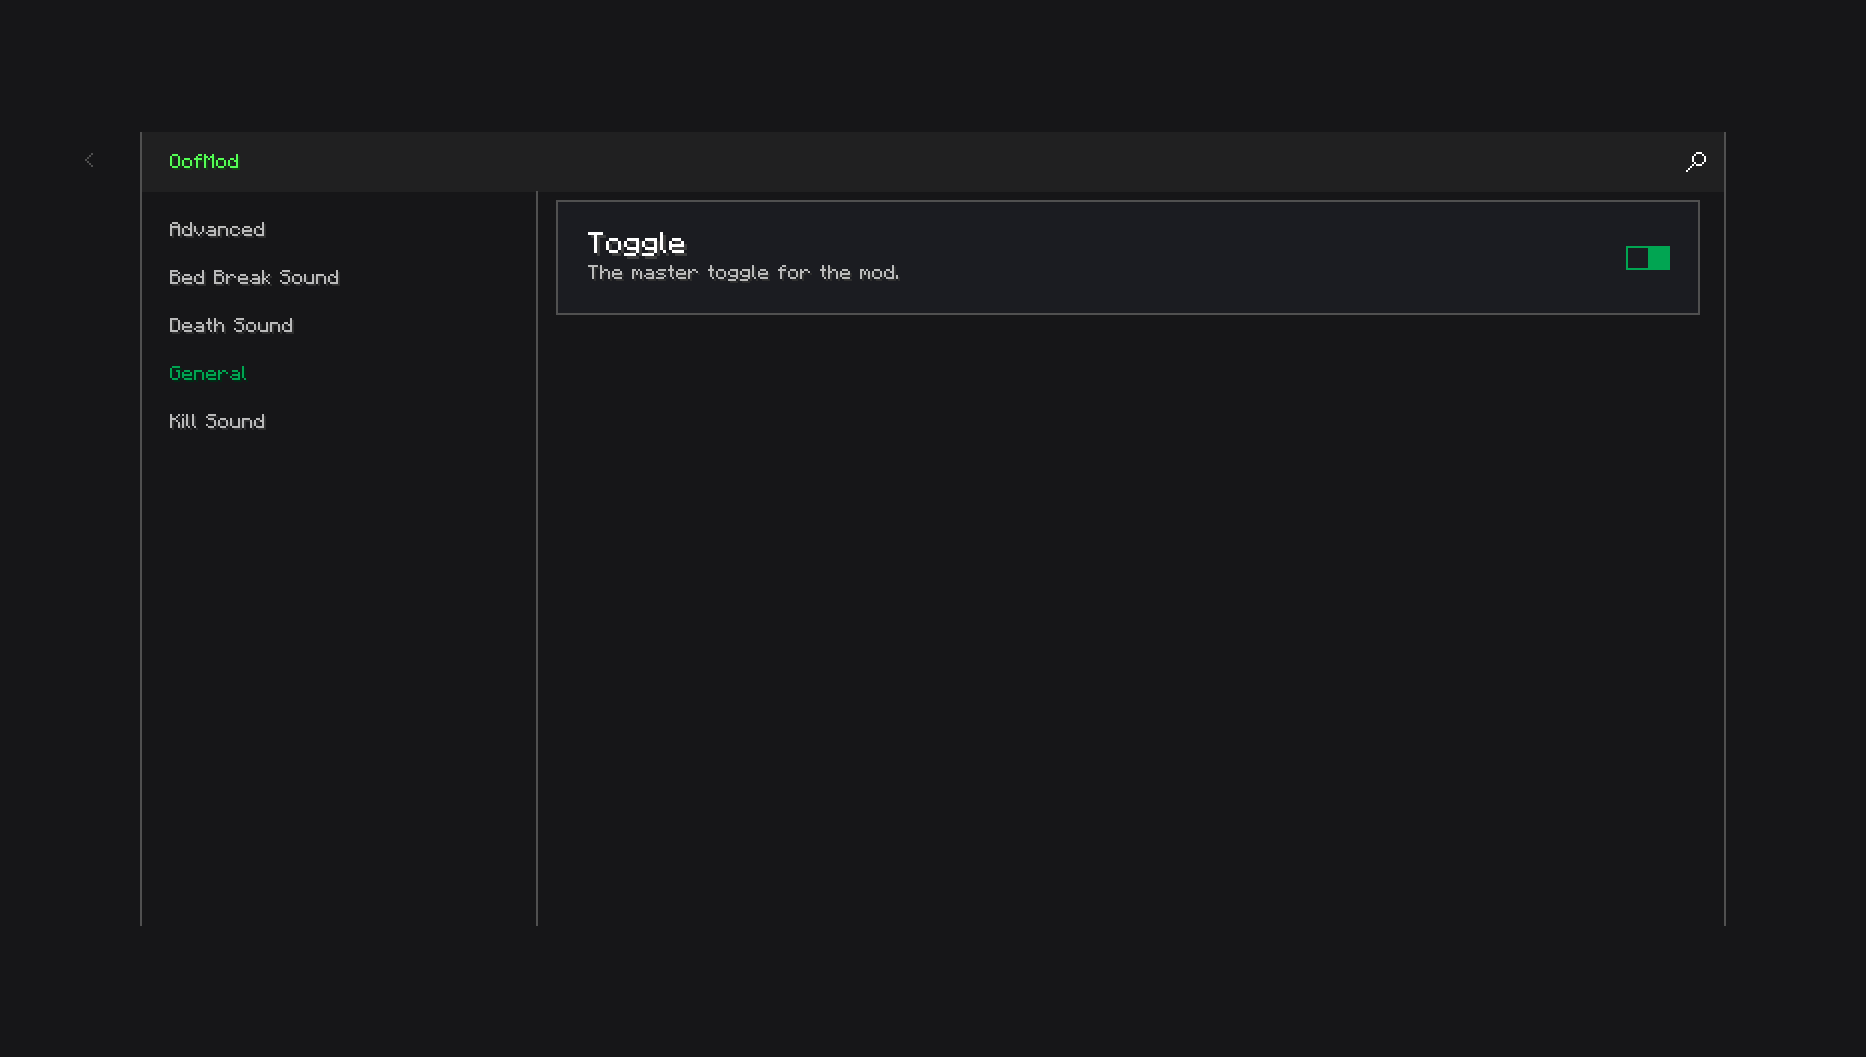 OofMod
Advanced
Bed Break Sound
Death Sound
General
Kill Sound
Toggle
The master toggle for the mod.